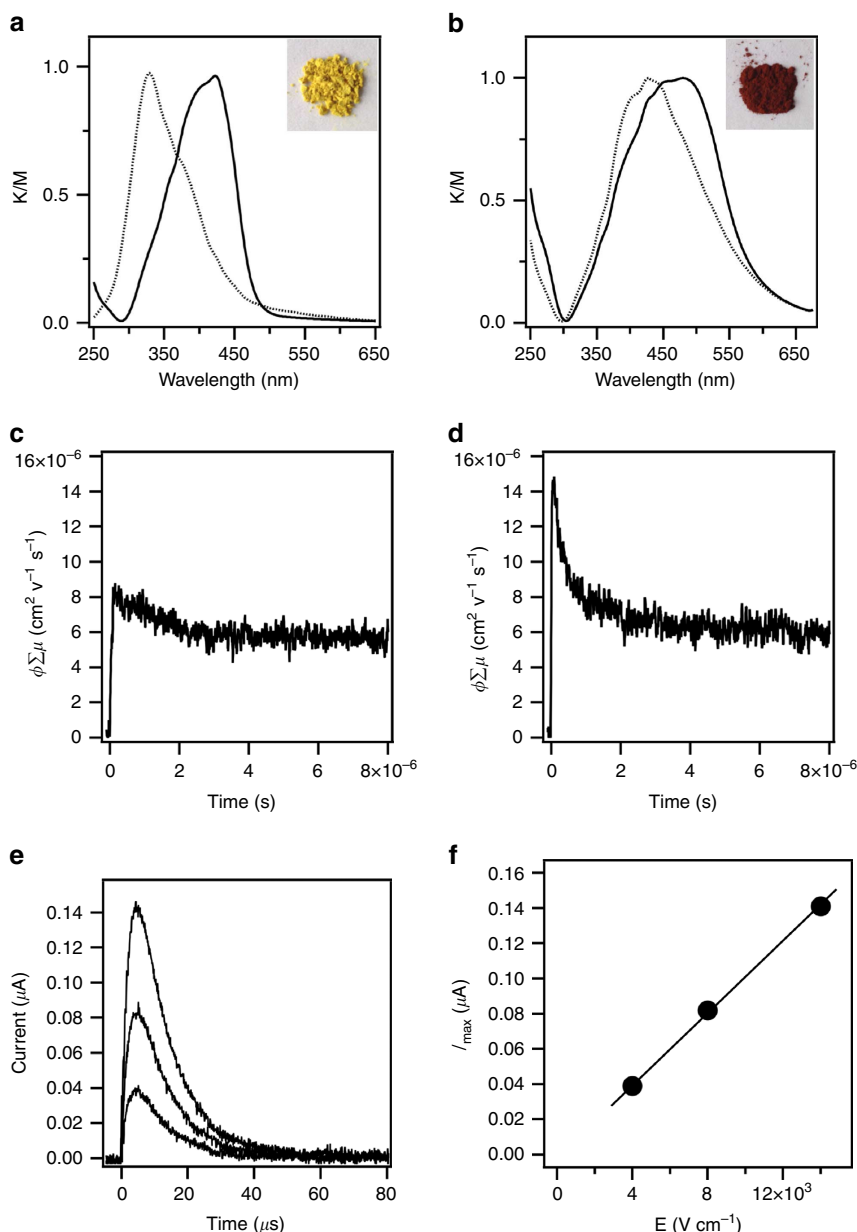 a
1.0
0.5
0.0
K/M
250 350 450 550 650
Wavelength (nm)
b
1.0
0.5
0.0
K/M
250 350 450 550 650
Wavelength (nm)
c
16×10⁻⁶
14
12
10
8
6
4
2
0
ϕΣμ (cm² v⁻¹ s⁻¹)
0 2 4 6 8×10⁻⁶
Time (s)
d
16×10⁻⁶
14
12
10
8
6
4
2
0
ϕΣμ (cm² v⁻¹ s⁻¹)
0 2 4 6 8×10⁻⁶
Time (s)
e
0.14
0.12
0.10
0.08
0.06
0.04
0.02
0.00
Current (μA)
0 20 40 60 80
Time (μs)
f
0.16
0.14
0.12
0.10
0.08
0.06
0.04
0.02
0.00
I_max (μA)
0 4 8 12×10³
E (V cm⁻¹)